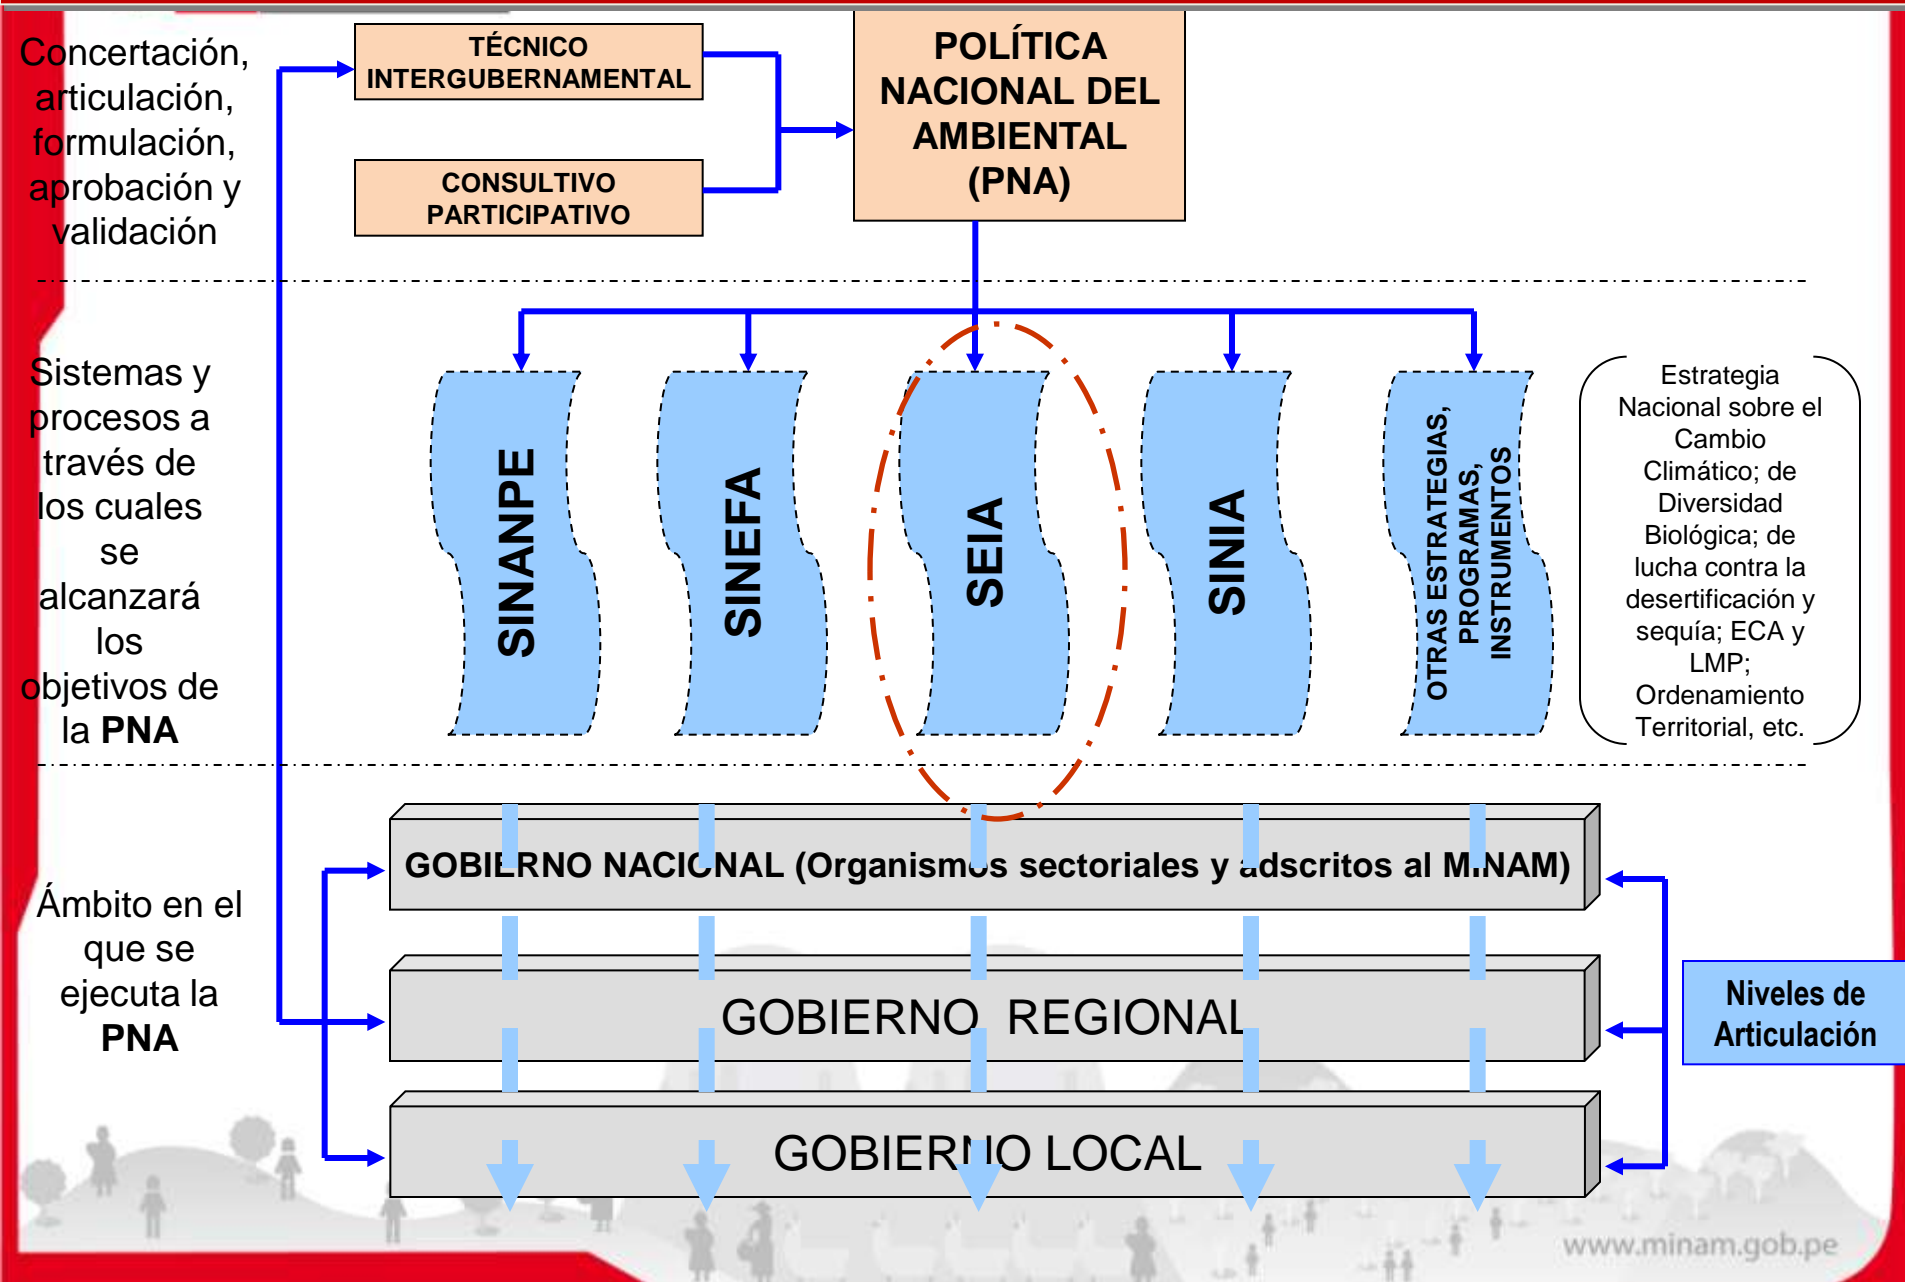 Concertación,
articulación,
formulación,
aprobación y
validación
TÉCNICO
INTERGUBERNAMENTAL
CONSULTIVO
PARTICIPATIVO
POLÍTICA
NACIONAL DEL
AMBIENTAL
(PNA)
Sistemas y
procesos a
través de
los cuales
se
alcanzará
los
objetivos de
la PNA
SINANPE
SINEFA
SEIA
SINIA
OTRAS ESTRATEGIAS,
PROGRAMAS,
INSTRUMENTOS
Estrategia
Nacional sobre el
Cambio
Climático; de
Diversidad
Biológica; de
lucha contra la
desertificación y
sequía; ECA y
LMP;
Ordenamiento
Territorial, etc.
Ámbito en el
que se
ejecuta la
PNA
GOBIERNO NACIONAL (Organismos sectoriales y adscritos al MINAM)
GOBIERNO REGIONAL
GOBIERNO LOCAL
Niveles de
Articulación
www.minam.gob.pe